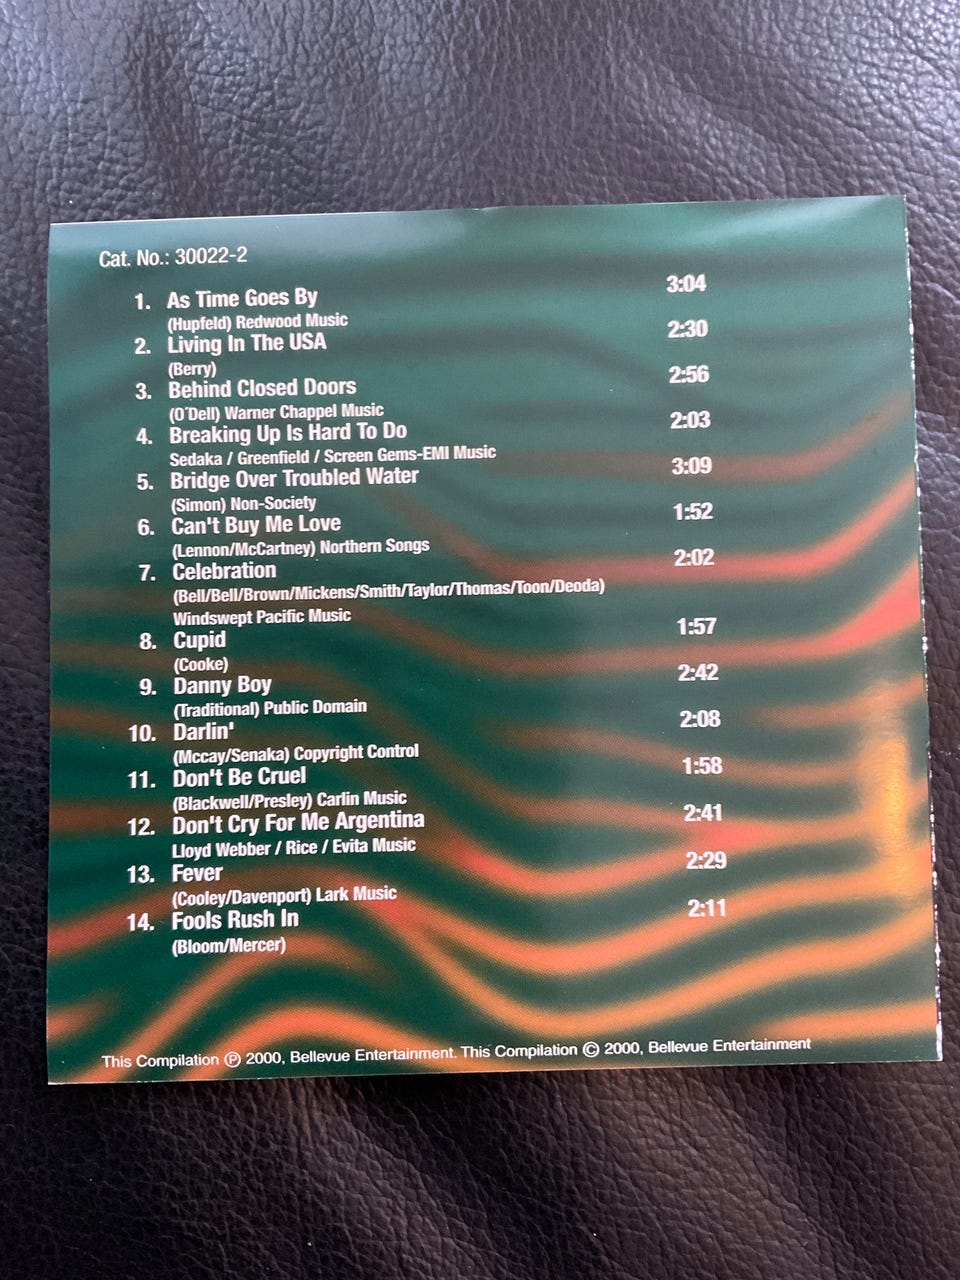 Cat. No.: 30022-2
1. As Time Goes By 3:04
(Hupfeld) Redwood Music
2. Living In The USA 2:30
(Berry)
3. Behind Closed Doors 2:56
(O´Dell) Warner Chappel Music
4. Breaking Up Is Hard To Do 2:03
Sedaka / Greenfield / Screen Gems-EMI Music
5. Bridge Over Troubled Water 3:09
(Simon) Non-Society
6. Can't Buy Me Love 1:52
(Lennon/McCartney) Northern Songs
7. Celebration 2:02
(Bell/Bell/Brown/Mickens/Smith/Taylor/Thomas/Toon/Deoda)
Windswept Pacific Music
8. Cupid 1:57
(Cooke)
9. Danny Boy 2:42
(Traditional) Public Domain
10. Darlin' 2:08
(Mccay/Senaka) Copyright Control
11. Don't Be Cruel 1:58
(Blackwell/Presley) Carlin Music
12. Don't Cry For Me Argentina 2:41
Lloyd Webber / Rice / Evita Music
13. Fever 2:29
(Cooley/Davenport) Lark Music
14. Fools Rush In 2:11
(Bloom/Mercer)
This Compilation ℗ 2000, Bellevue Entertainment. This Compilation © 2000, Bellevue Entertainment